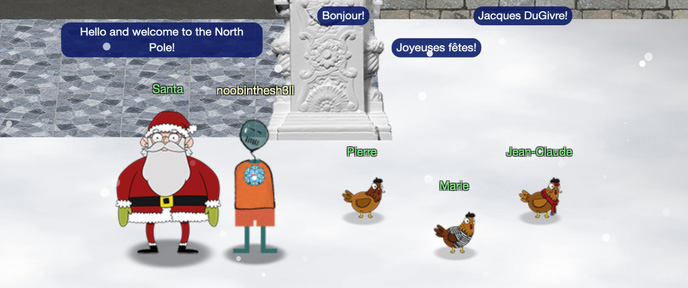 Bonjour!
Jacques DuGivre!
Hello and welcome to the North
Pole!
Joyeuses fêtes!
Santa
noobinthesh3ll
Pierre
Jean-Claude
Marie